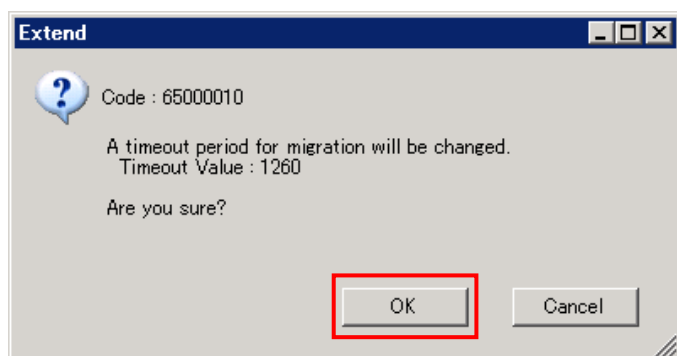 Extend
Code : 65000010
A timeout period for migration will be changed.
Timeout Value : 1260
Are you sure?
OK
Cancel